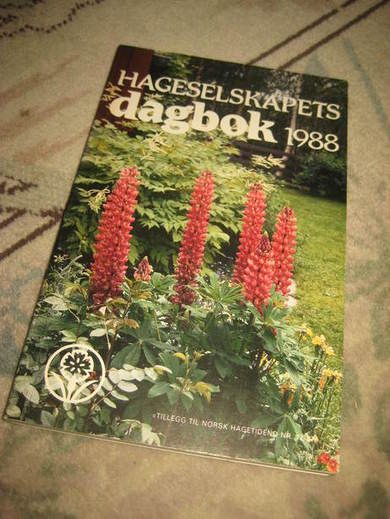 HAGESELSKAPETS
dagbok 1988
«TILLEGG TIL NORSK HAGETIDEND NR.